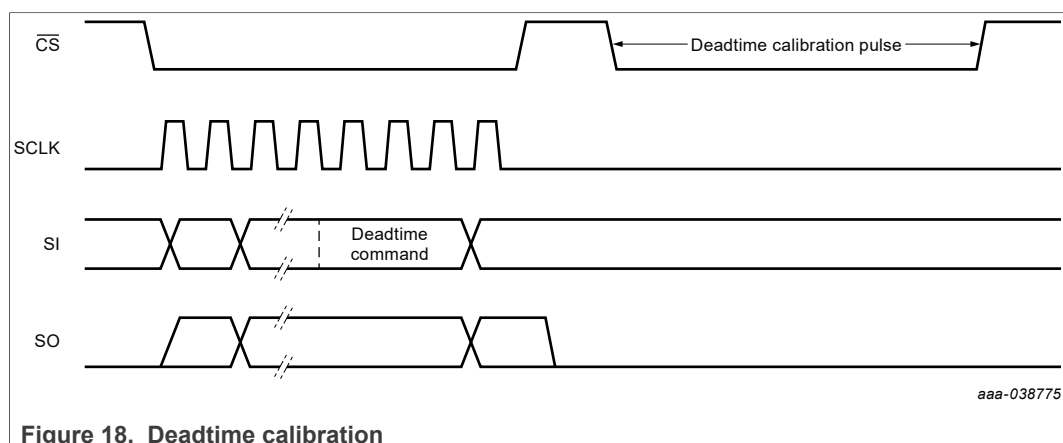 CS
Deadtime calibration pulse
SCLK
SI
Deadtime
command
SO
aaa-038775
Figure 18. Deadtime calibration